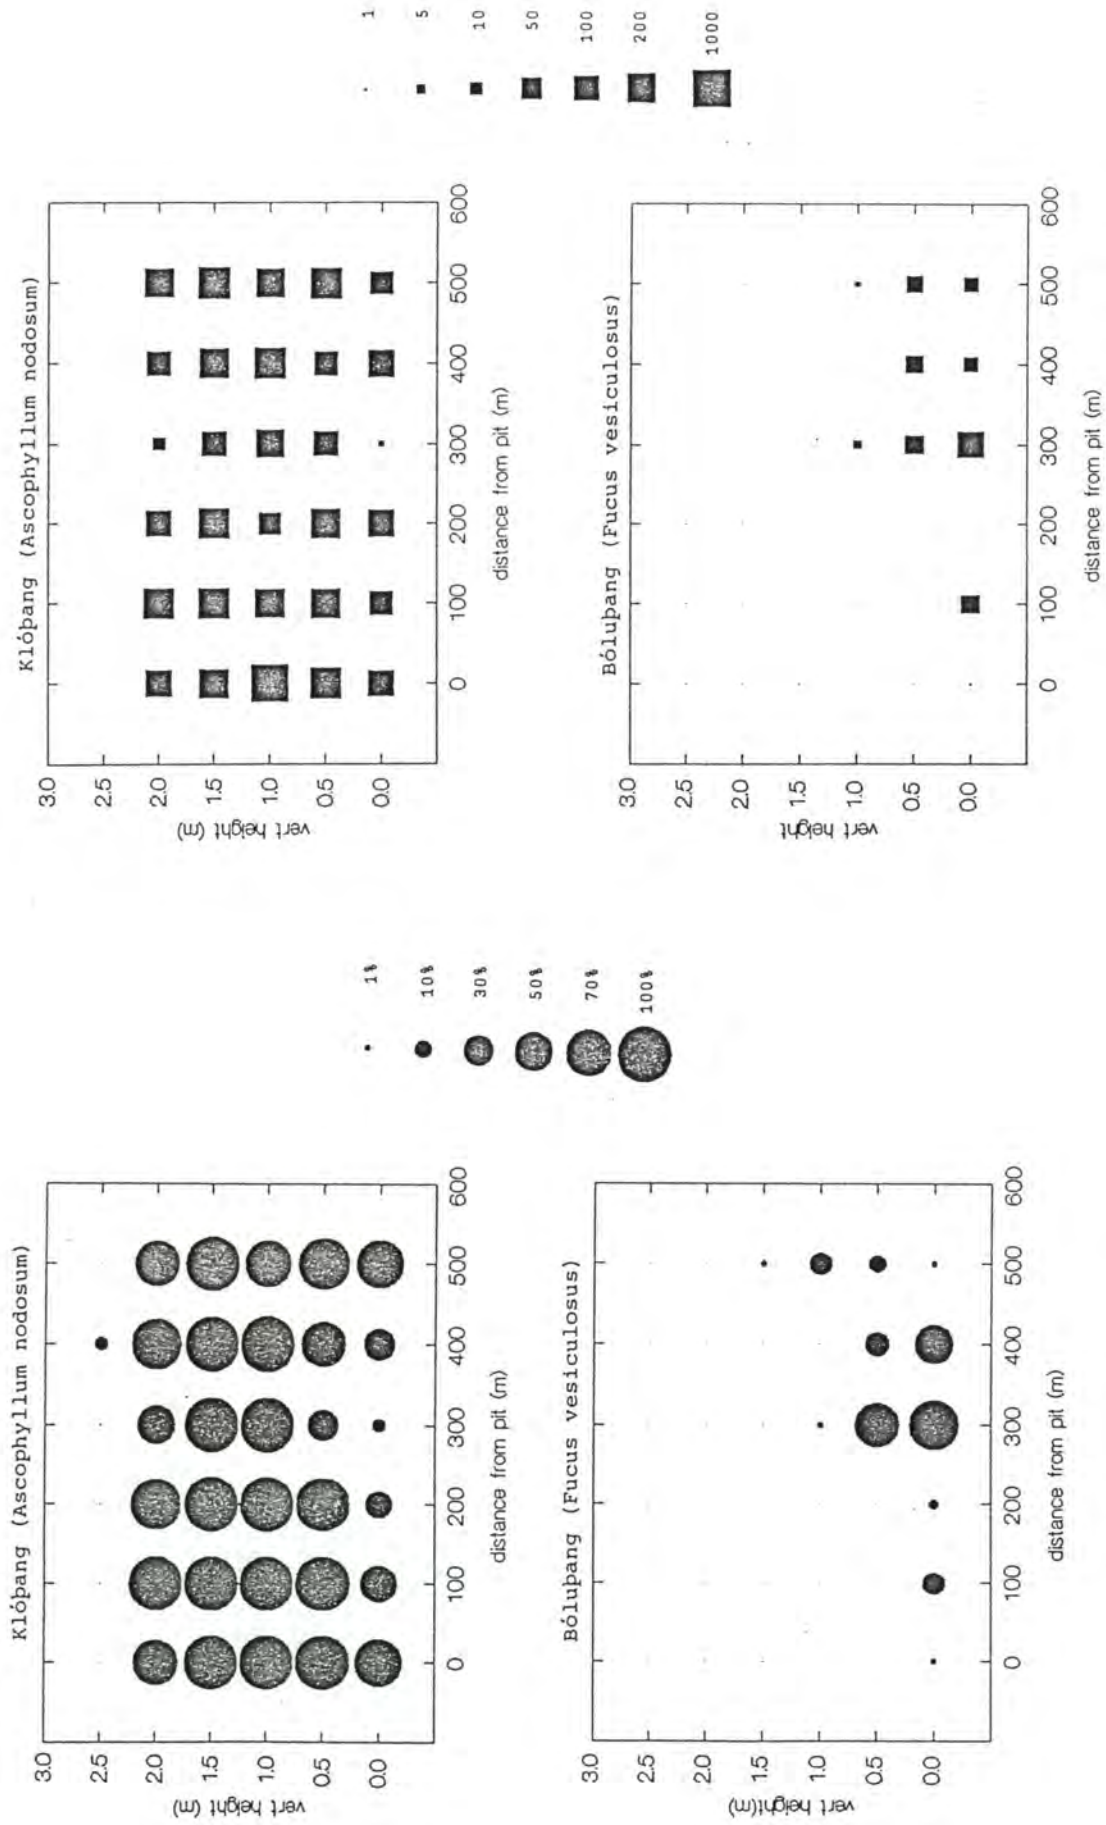 Klóþang (Ascophyllum nodosum)
3.0
2.5
2.0
1.5
1.0
0.5
0.0
vert height (m)
0 100 200 300 400 500 600
distance from pit (m)
Bóluþang (Fucus vesiculosus)
3.0
2.5
2.0
1.5
1.0
0.5
0.0
vert height(m)
0 100 200 300 400 500 600
distance from pit (m)
1%
10%
30%
50%
70%
100%
Klóþang (Ascophyllum nodosum)
3.0
2.5
2.0
1.5
1.0
0.5
0.0
vert height (m)
0 100 200 300 400 500 600
distance from pit (m)
Bóluþang (Fucus vesiculosus)
3.0
2.5
2.0
1.5
1.0
0.5
0.0
vert height
0 100 200 300 400 500 600
distance from pit (m)
1
5
10
50
100
200
1000